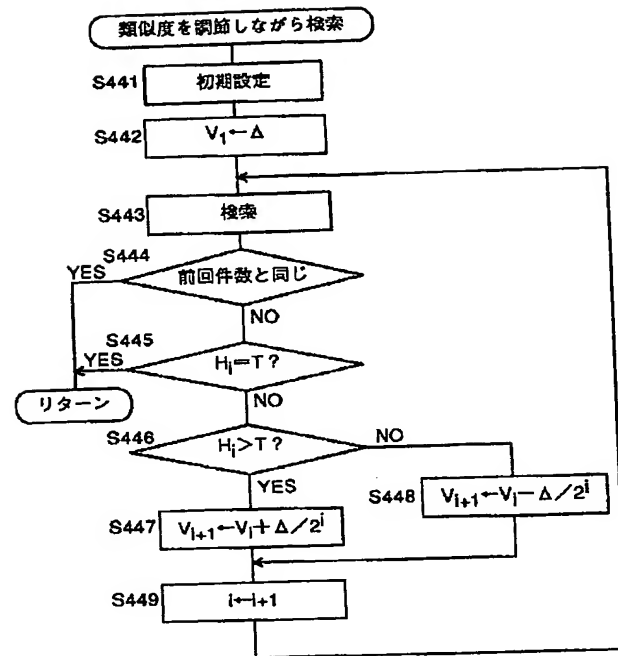 類似度を調節しながら検索
S441
初期設定
S442
V₁←Δ
S443
検索
S444
YES
前回件数と同じ
NO
S445
YES
Hᵢ=T?
リターン
NO
S446
Hᵢ>T?
NO
YES
S448
Vᵢ₊₁←Vᵢ−Δ/2ⁱ
S447
Vᵢ₊₁←Vᵢ+Δ/2ⁱ
S449
i←i+1